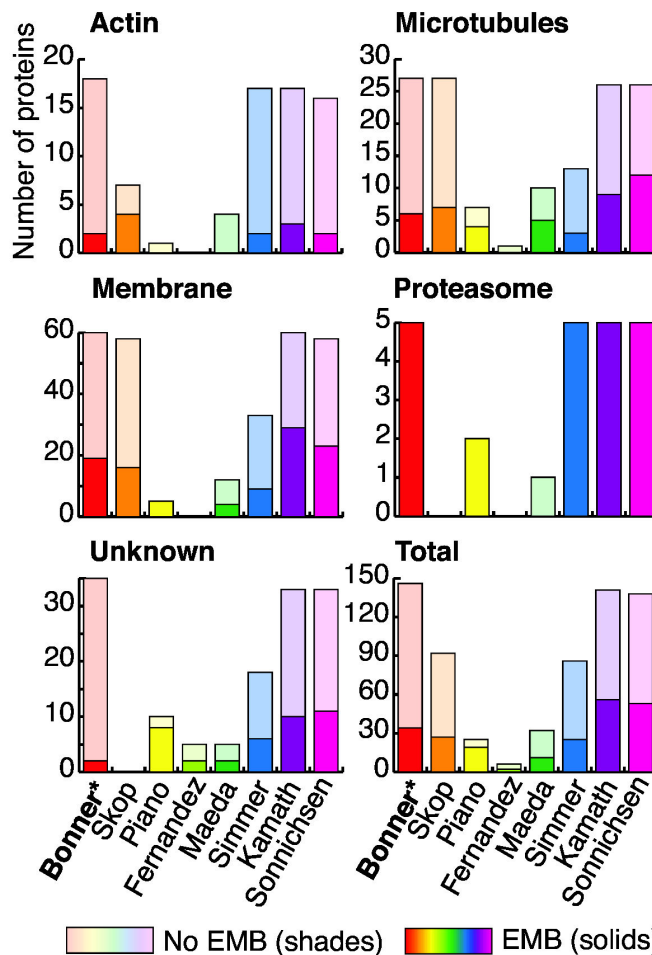 Actin
Microtubules
Number of proteins
20
15
10
5
0
30
25
20
15
10
5
0
Membrane
Proteasome
60
40
20
0
5
4
3
2
1
0
Unknown
Total
30
20
10
0
150
120
90
60
30
0
Bonner*
Skop
Piano
Fernandez
Maeda
Simmer
Kamath
Sonnichsen
Bonner*
Skop
Piano
Fernandez
Maeda
Simmer
Kamath
Sonnichsen
No EMB (shades)
EMB (solids)